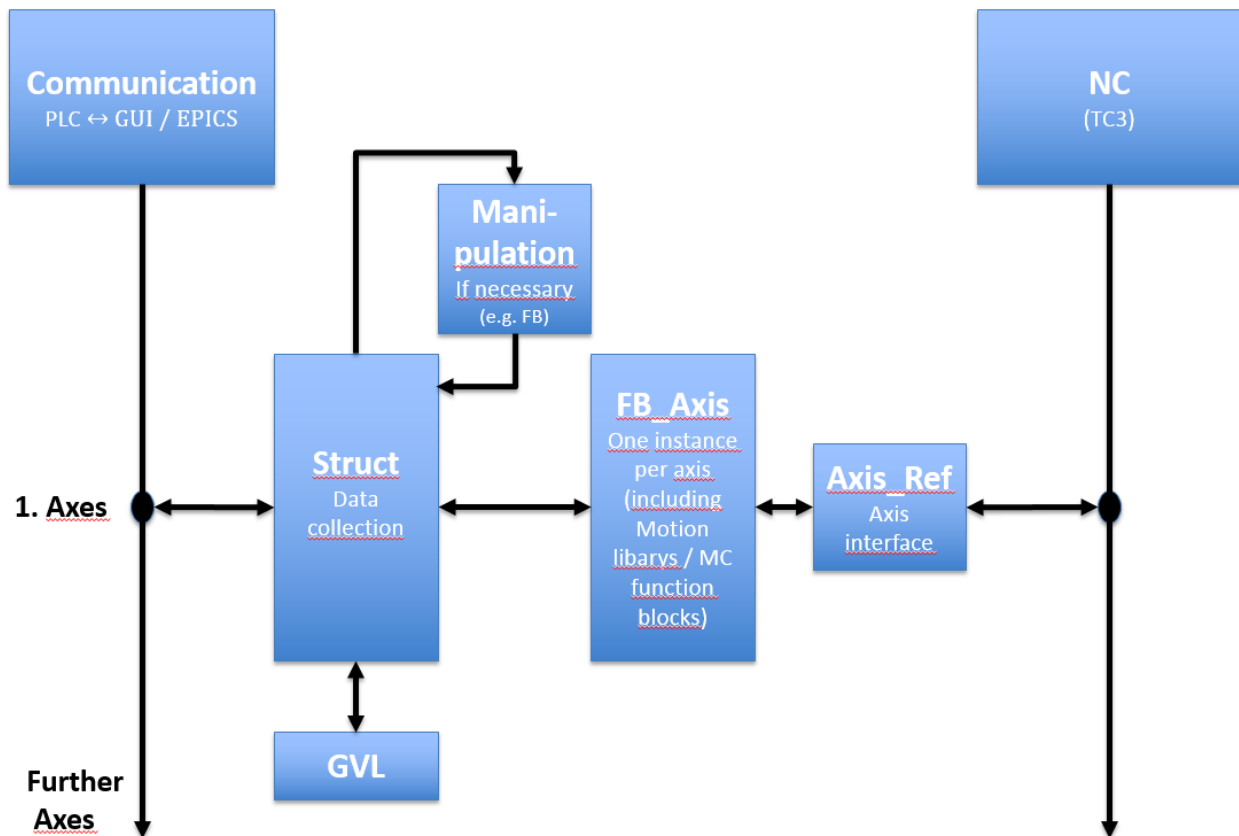 Communication
PLC ↔ GUI / EPICS
NC
(TC3)
Mani-
pulation
If necessary
(e.g. FB)
1. Axes
Struct
Data
collection
FB_Axis
One instance
per axis
(including
Motion
libarys / MC
function
blocks)
Axis_Ref
Axis
interface
GVL
Further
Axes